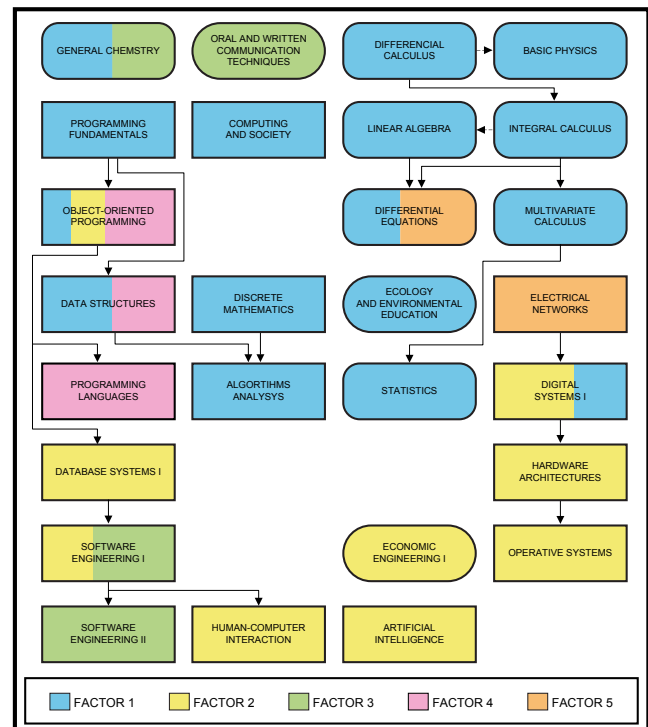 GENERAL CHEMSTRY
ORAL AND WRITTEN
COMMUNICATION
TECHNIQUES
DIFFERENCIAL
CALCULUS
BASIC PHYSICS
PROGRAMMING
FUNDAMENTALS
COMPUTING
AND SOCIETY
LINEAR ALGEBRA
INTEGRAL CALCULUS
OBJECT-ORIENTED
PROGRAMMING
DIFFERENTIAL
EQUATIONS
MULTIVARIATE
CALCULUS
DATA STRUCTURES
DISCRETE
MATHEMATICS
ECOLOGY
AND ENVIRONMENTAL
EDUCATION
ELECTRICAL
NETWORKS
PROGRAMMING
LANGUAGES
ALGORTIHMS
ANALYSYS
STATISTICS
DIGITAL
SYSTEMS I
DATABASE SYSTEMS I
HARDWARE
ARCHITECTURES
SOFTWARE
ENGINEERING I
ECONOMIC
ENGINEERING I
OPERATIVE SYSTEMS
SOFTWARE
ENGINEERING II
HUMAN-COMPUTER
INTERACTION
ARTIFICIAL
INTELLIGENCE
FACTOR 1
FACTOR 2
FACTOR 3
FACTOR 4
FACTOR 5